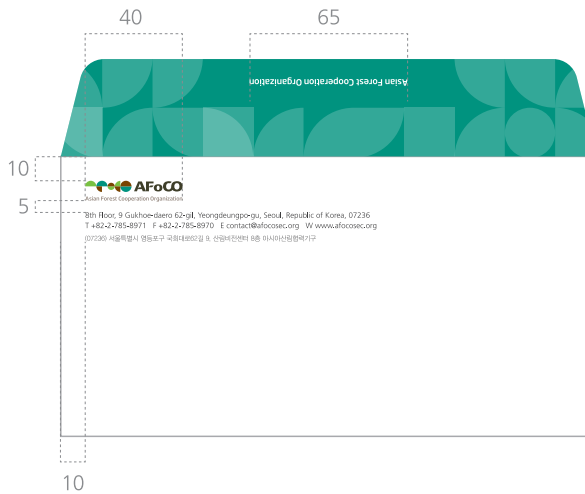 40
65
Asian Forest Cooperation Organization
10
AFoCO
Asian Forest Cooperation Organization
5
8th Floor, 9 Gukhoe-daero 62-gil, Yeongdeungpo-gu, Seoul, Republic of Korea, 07236
T +82-2-785-8971 F +82-2-785-8970 E contact@afocosec.org W www.afocosec.org
(07236) 서울특별시 영등포구 국회대로62길 9, 산림비전센터 8층 아시아산림협력기구
10